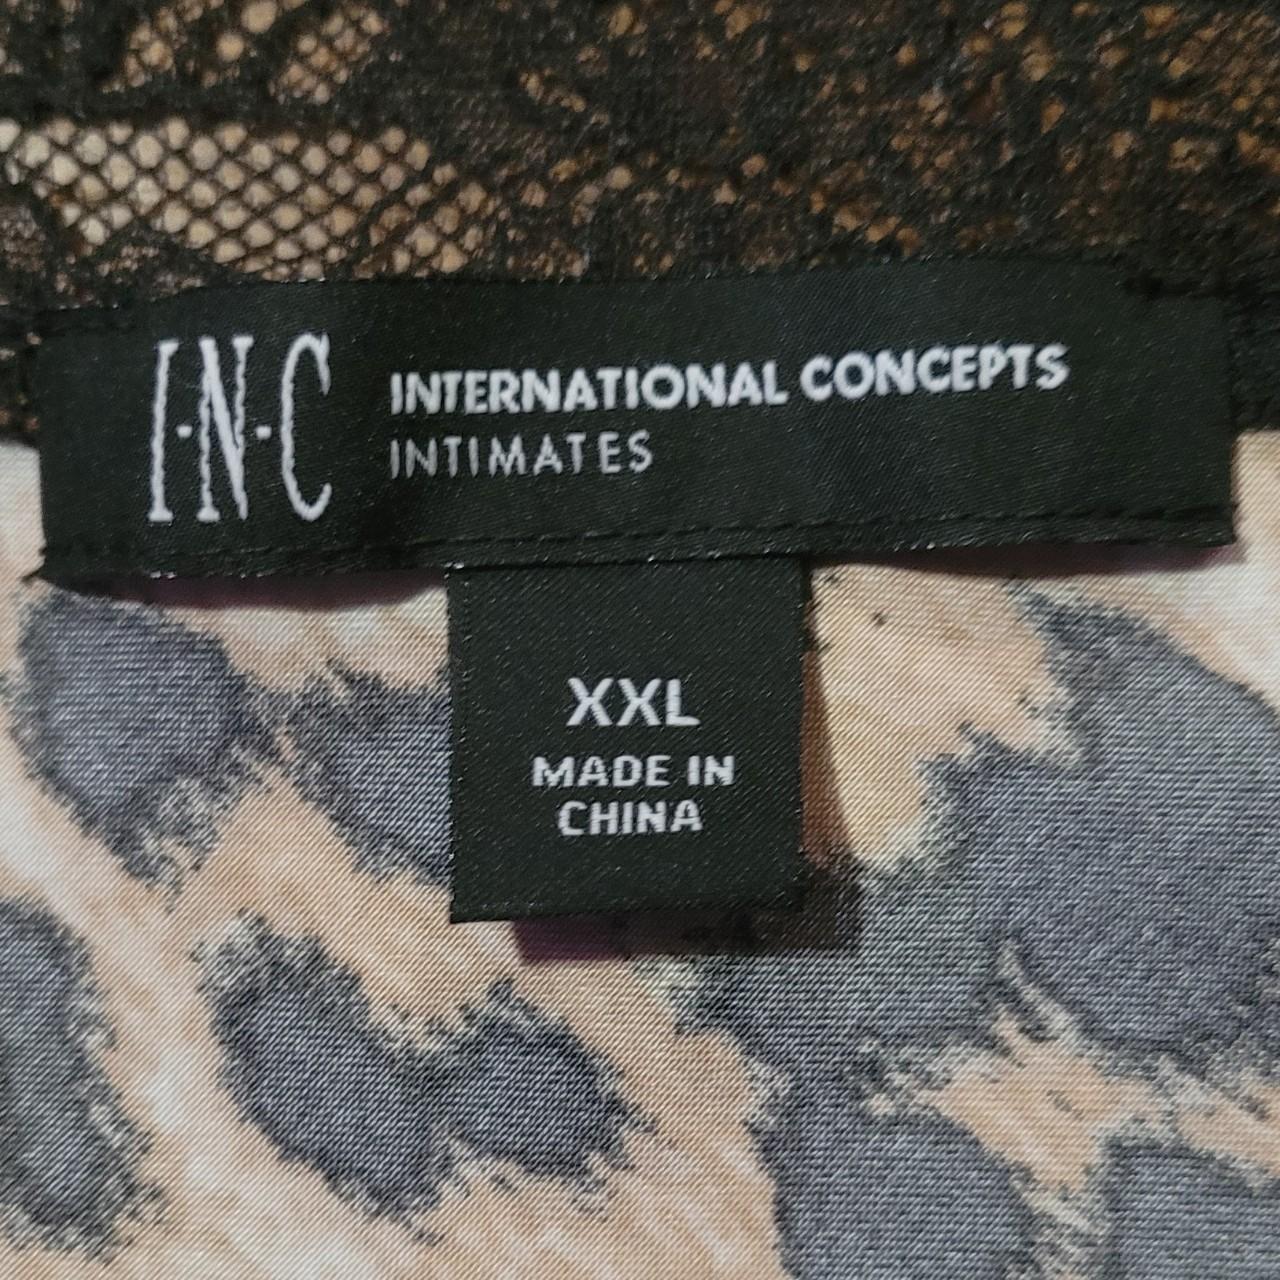 I·N·C
INTERNATIONAL CONCEPTS
INTIMATES
XXL
MADE IN
CHINA